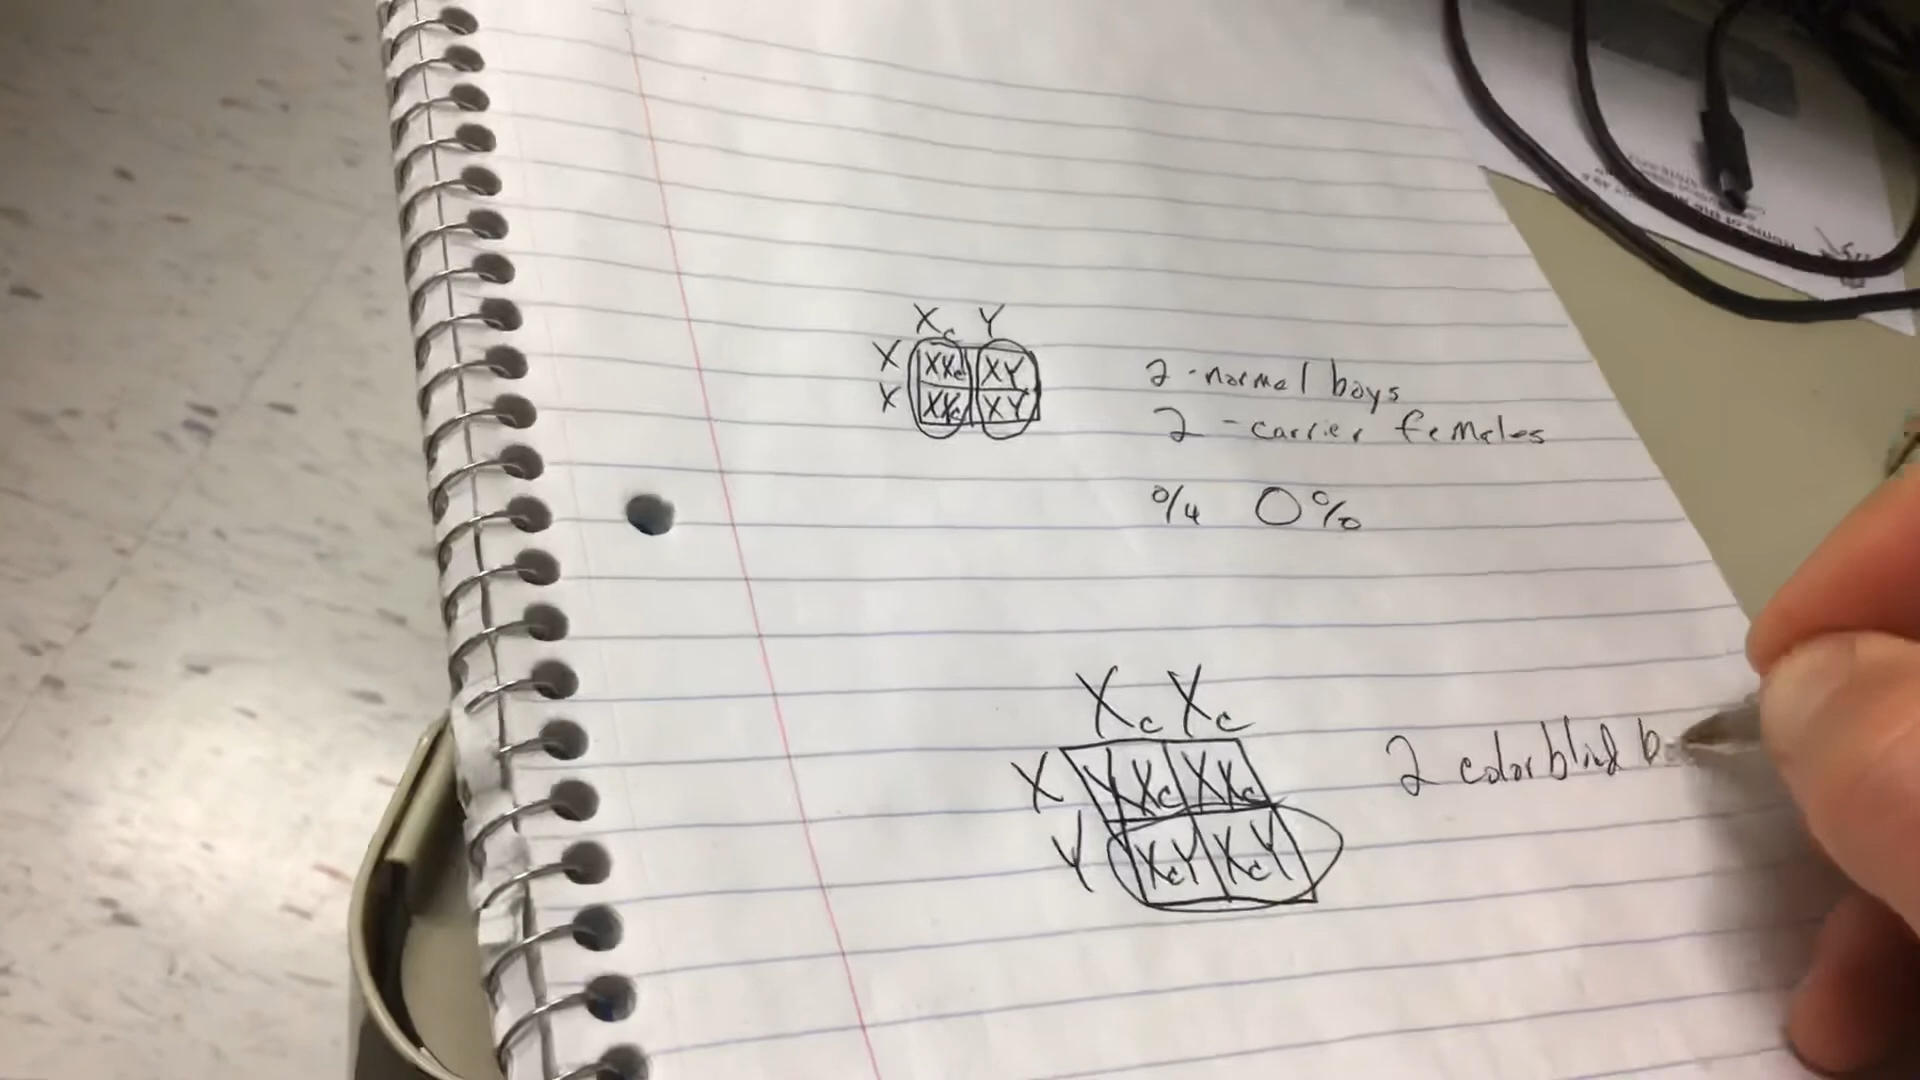 Xc Y
X XXc XY
X XXc XY
2 - normal boys
2 - carrier females
0/4 0%
Xc Xc
X XXc XXc
Y XcY XcY
2 colorblind